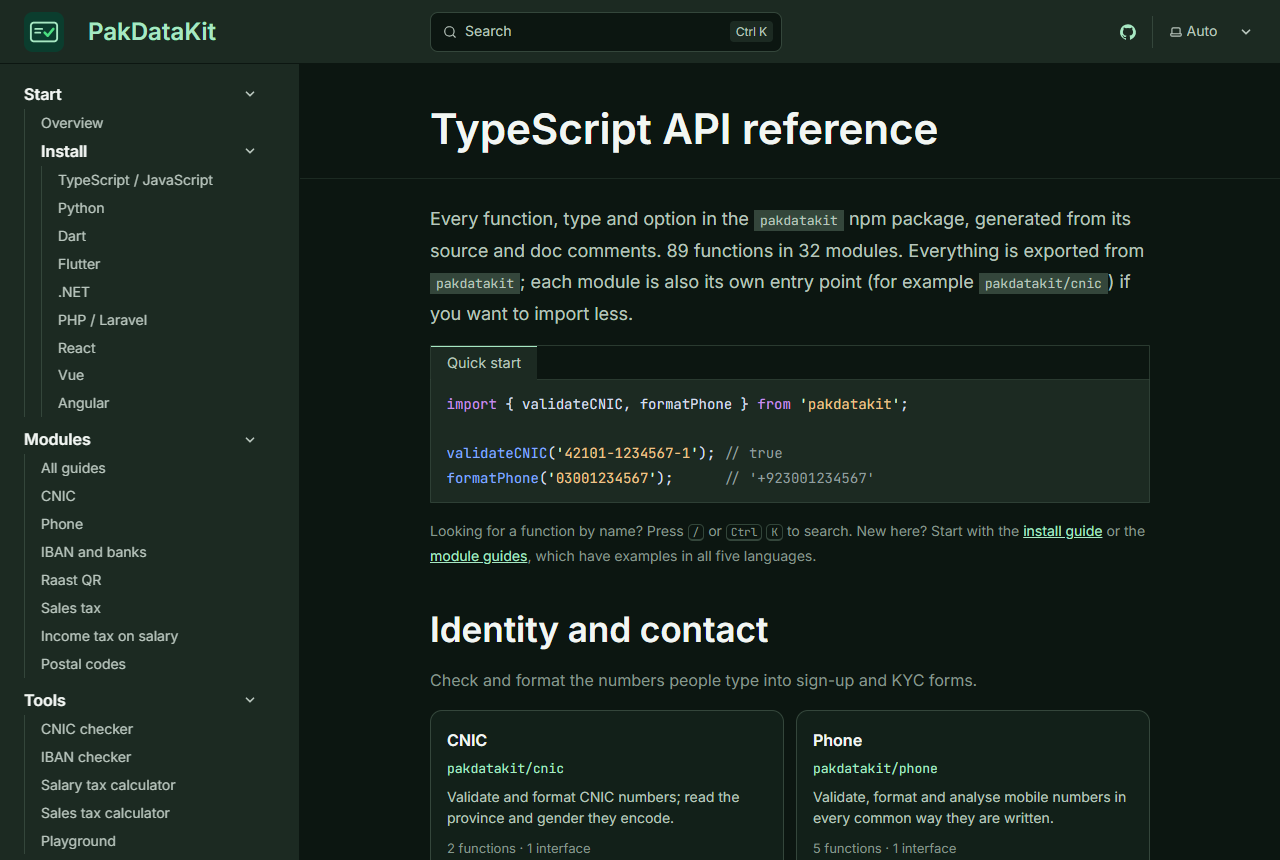 PakDataKit
Search
Ctrl K
Auto
Start
Overview
Install
TypeScript / JavaScript
Python
Dart
Flutter
.NET
PHP / Laravel
React
Vue
Angular
Modules
All guides
CNIC
Phone
IBAN and banks
Raast QR
Sales tax
Income tax on salary
Postal codes
Tools
CNIC checker
IBAN checker
Salary tax calculator
Sales tax calculator
Playground
TypeScript API reference
Every function, type and option in the pakdatakit npm package, generated from its
source and doc comments. 89 functions in 32 modules. Everything is exported from
pakdatakit; each module is also its own entry point (for example pakdatakit/cnic) if
you want to import less.
Quick start
import { validateCNIC, formatPhone } from 'pakdatakit';
validateCNIC('42101-1234567-1'); // true
formatPhone('03001234567');      // '+923001234567'
Looking for a function by name? Press / or Ctrl K to search. New here? Start with the install guide or the
module guides, which have examples in all five languages.
Identity and contact
Check and format the numbers people type into sign-up and KYC forms.
CNIC
pakdatakit/cnic
Validate and format CNIC numbers; read the
province and gender they encode.
2 functions · 1 interface
Phone
pakdatakit/phone
Validate, format and analyse mobile numbers in
every common way they are written.
5 functions · 1 interface